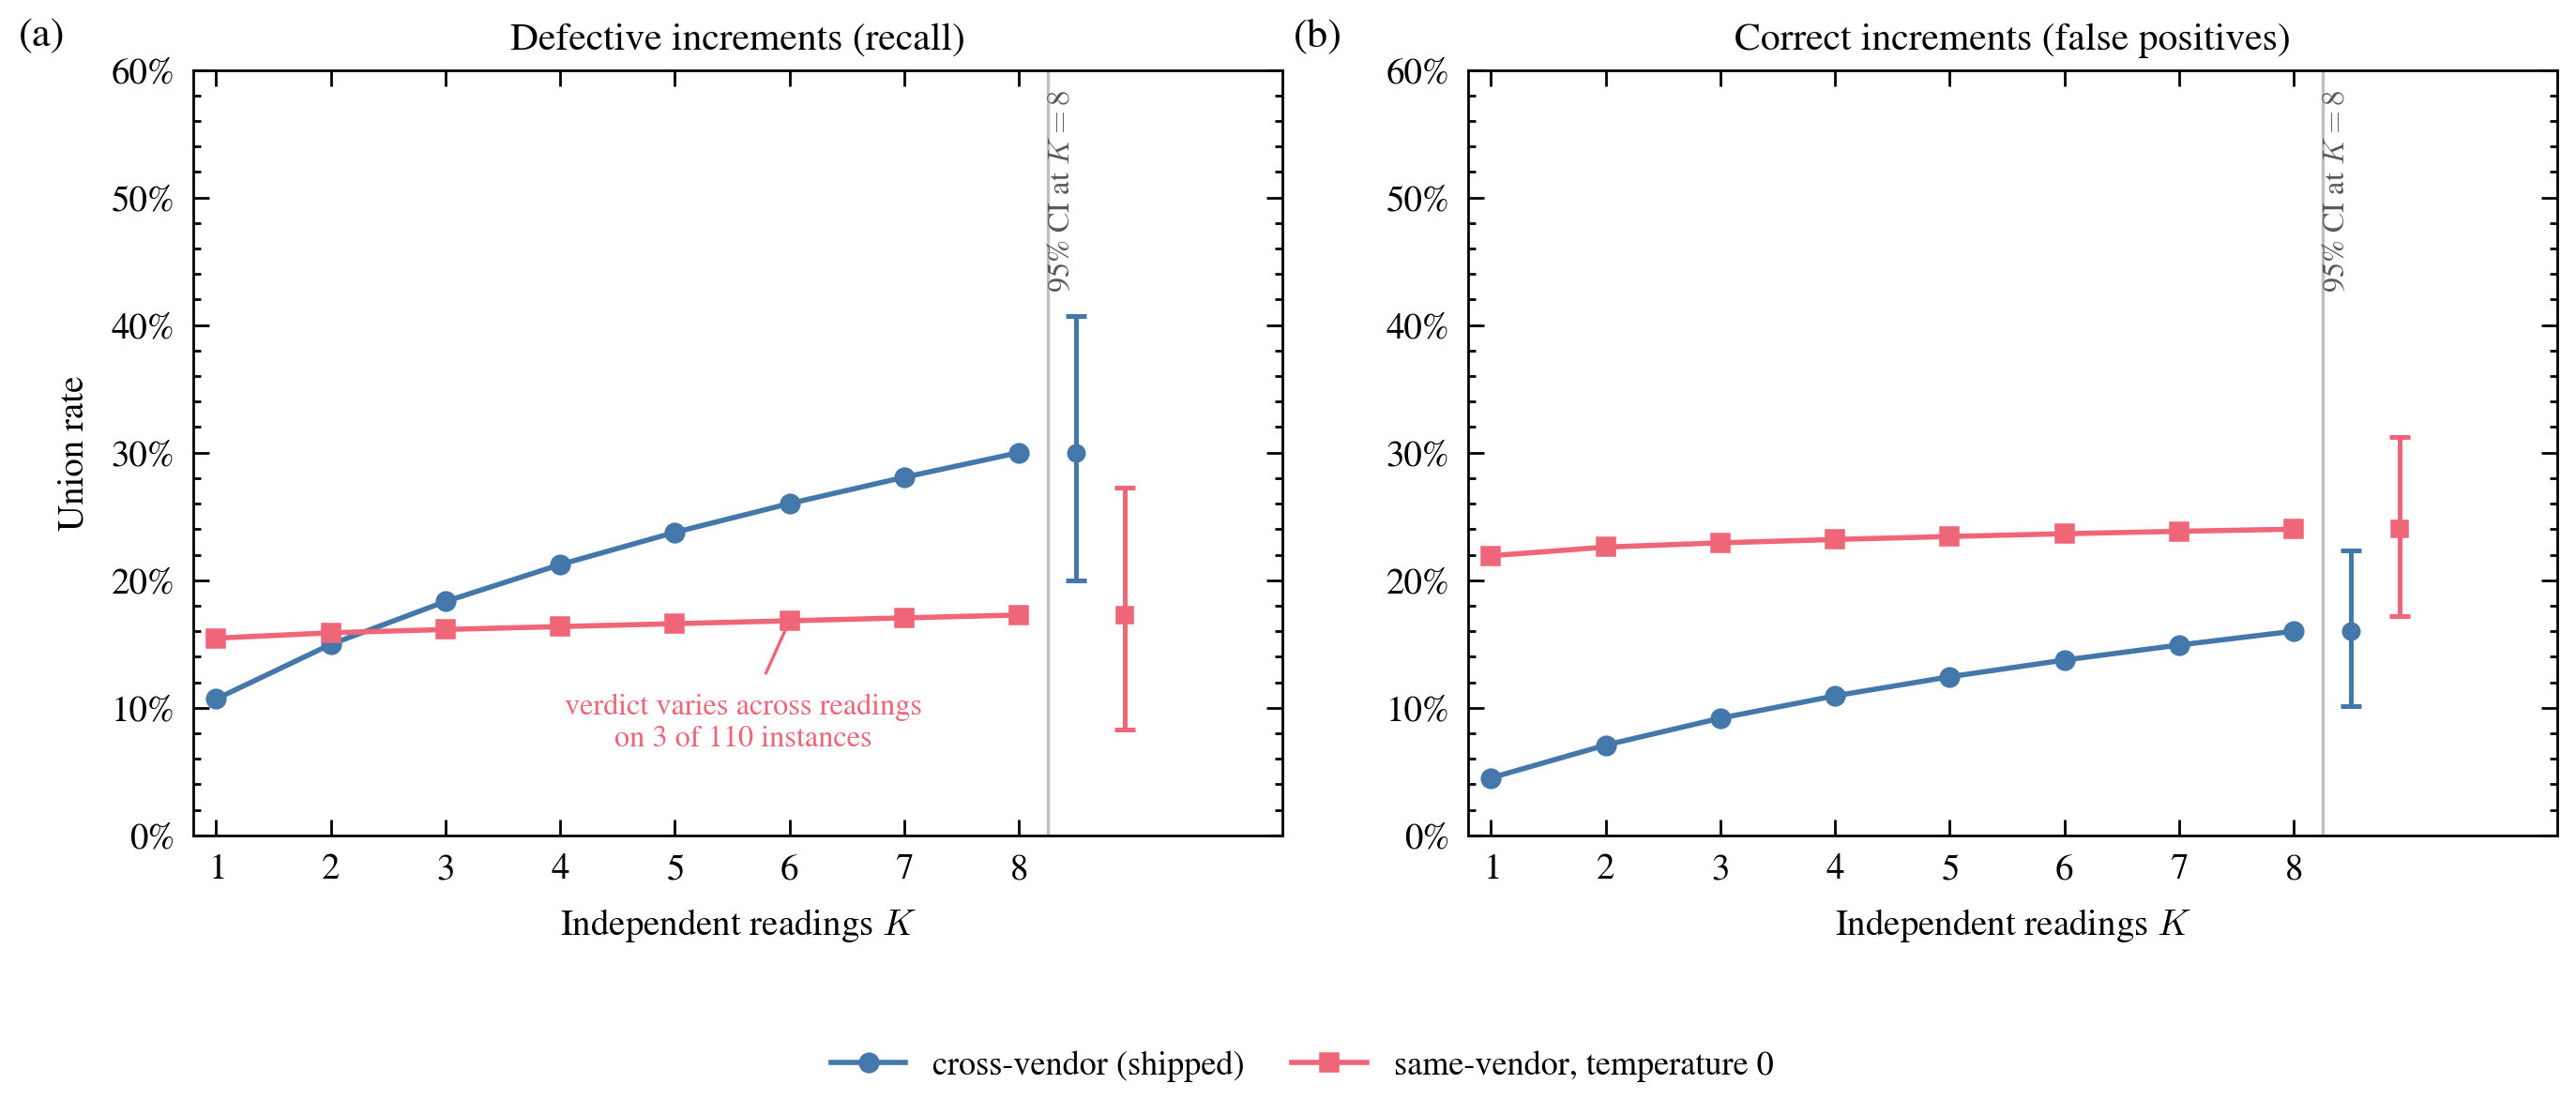 (a)
Defective increments (recall)
60%
50%
40%
30%
20%
10%
0%
Union rate
95% CI at K = 8
verdict varies across readings
on 3 of 110 instances
1 2 3 4 5 6 7 8
Independent readings K
(b)
Correct increments (false positives)
60%
50%
40%
30%
20%
10%
0%
95% CI at K = 8
1 2 3 4 5 6 7 8
Independent readings K
cross-vendor (shipped)
same-vendor, temperature 0